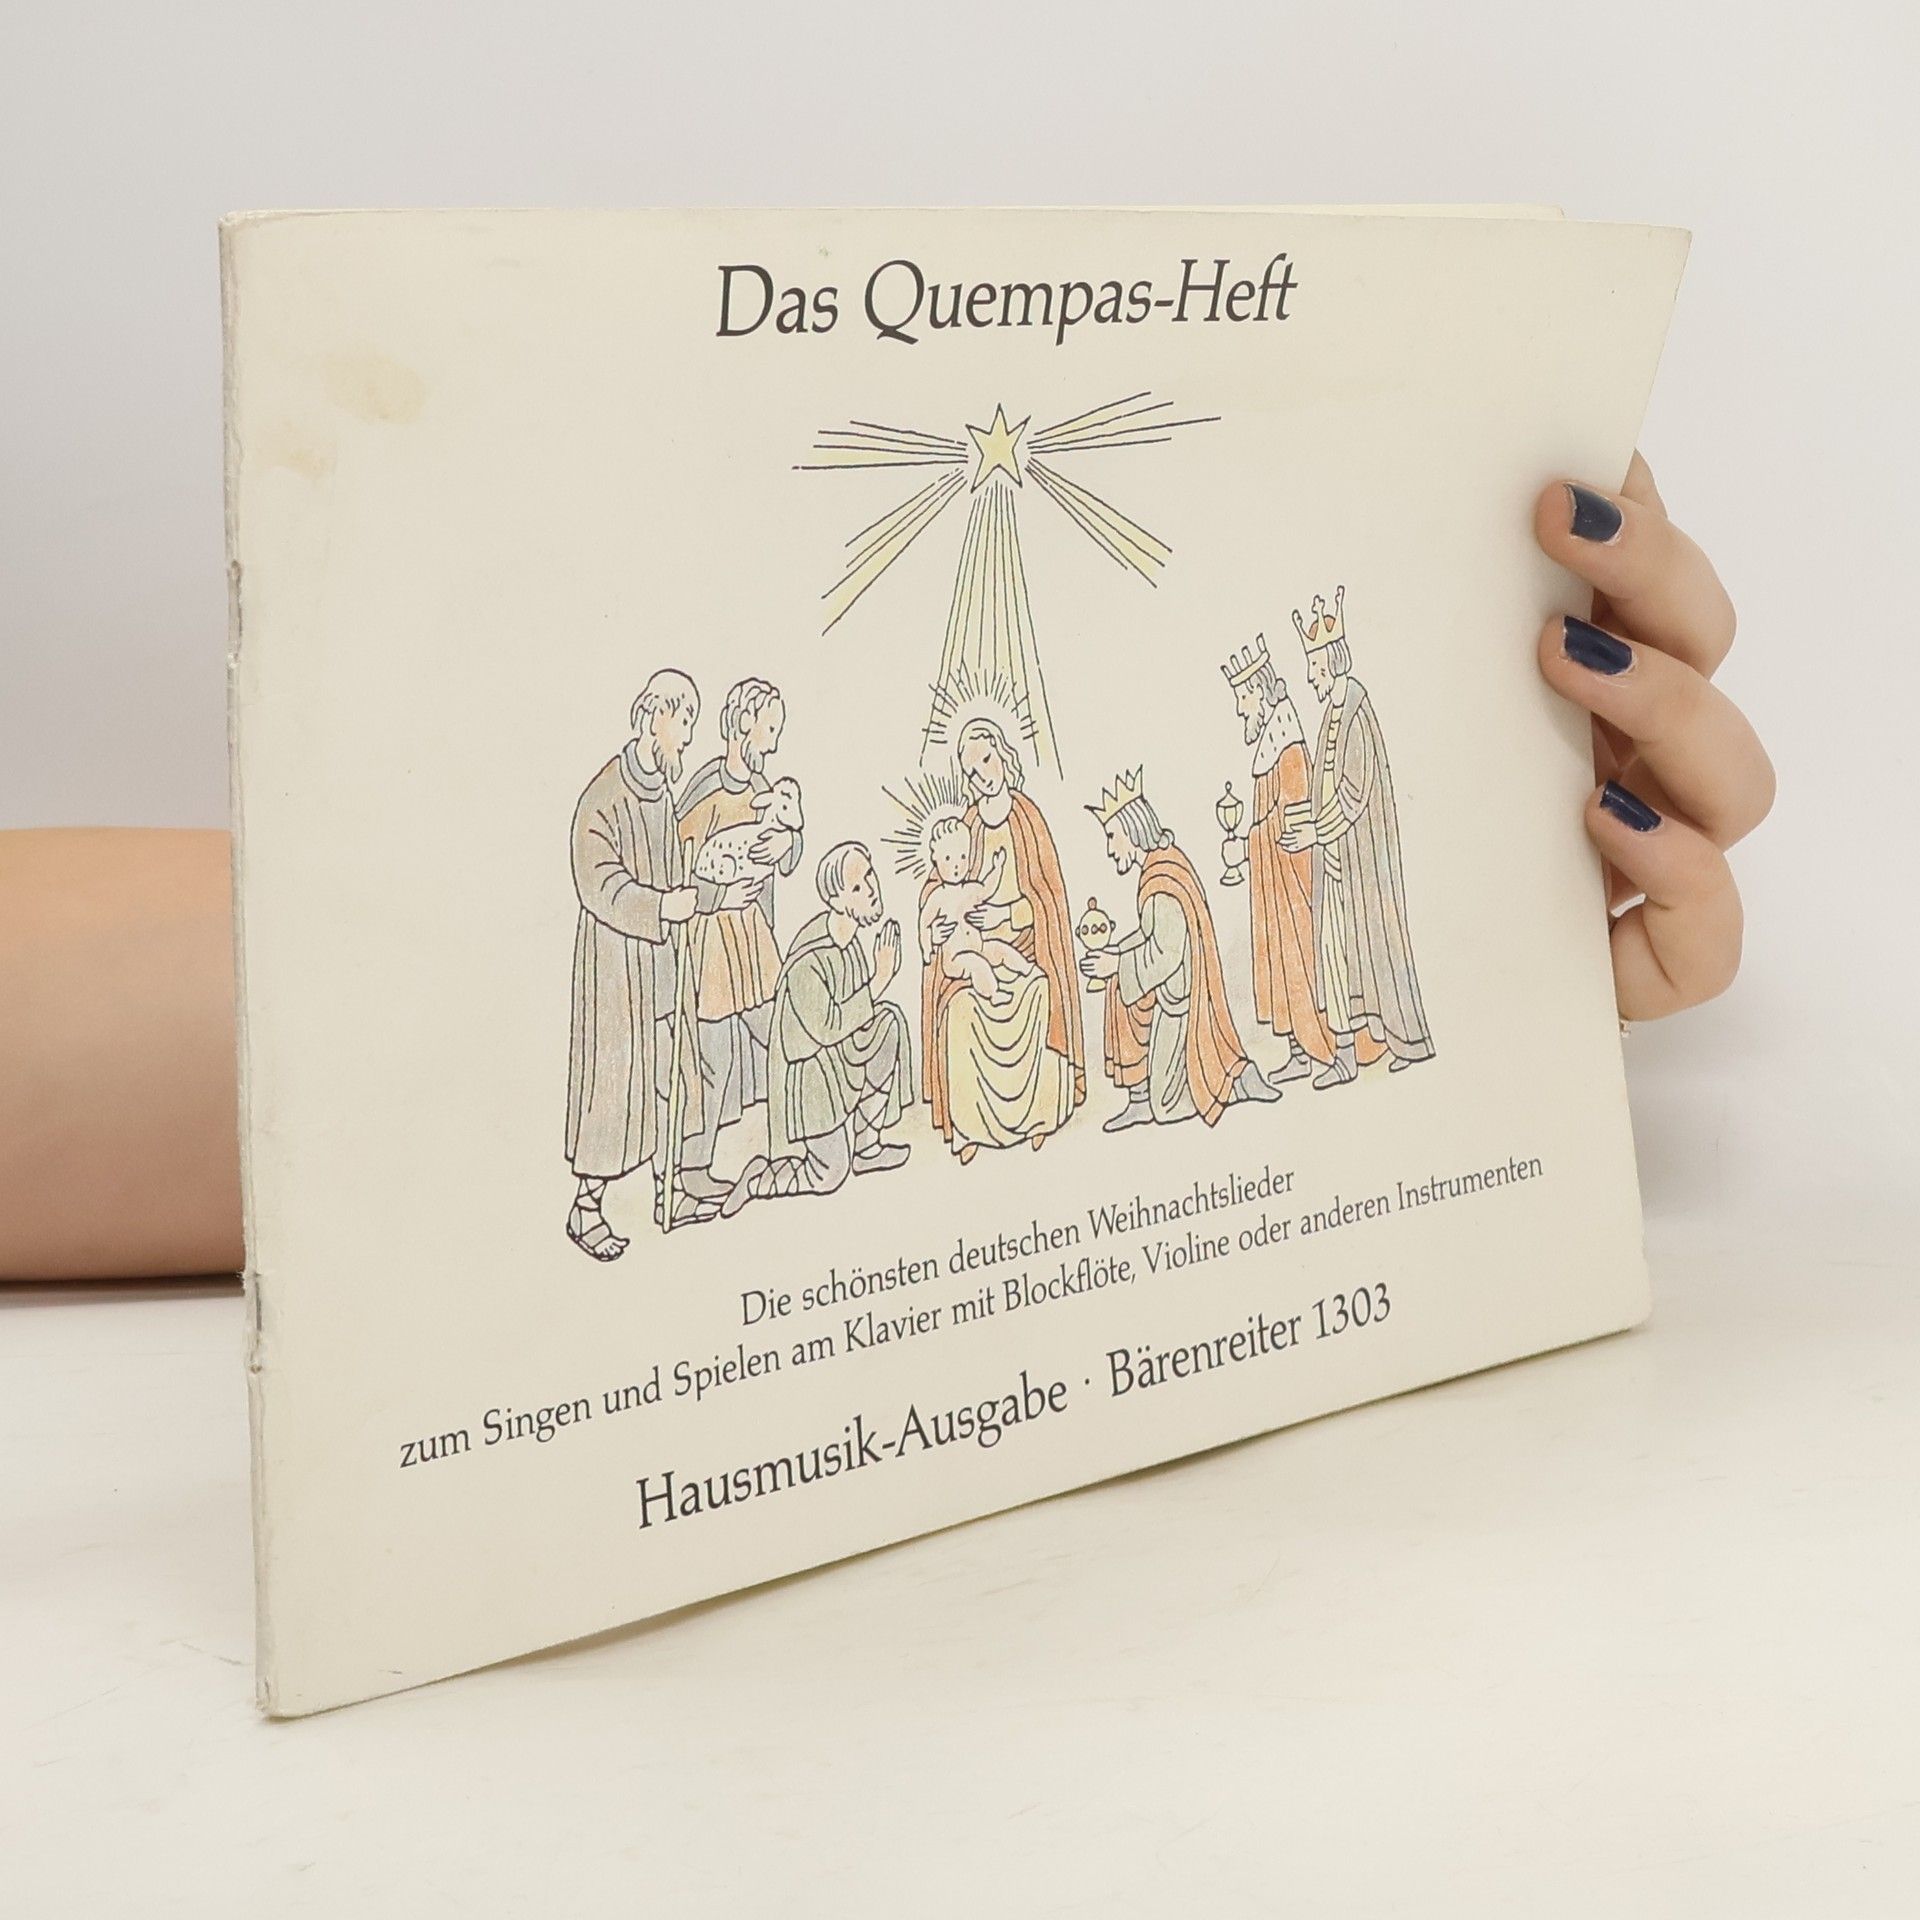 Das Quempas-Heft
Die schönsten deutschen Weihnachtslieder
zum Singen und Spielen am Klavier mit Blockflöte, Violine oder anderen Instrumenten
Hausmusik-Ausgabe · Bärenreiter 1303